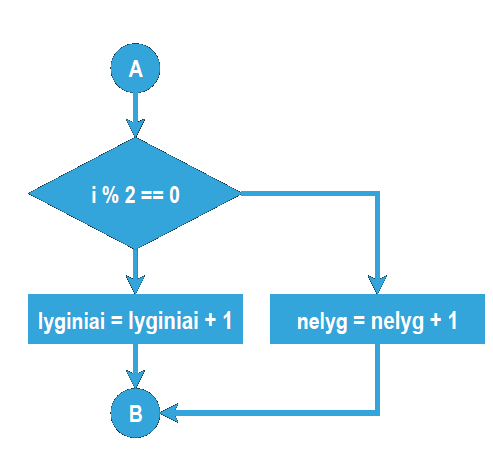 A
i % 2 == 0
lyginiai = lyginiai + 1
nelyg = nelyg + 1
B